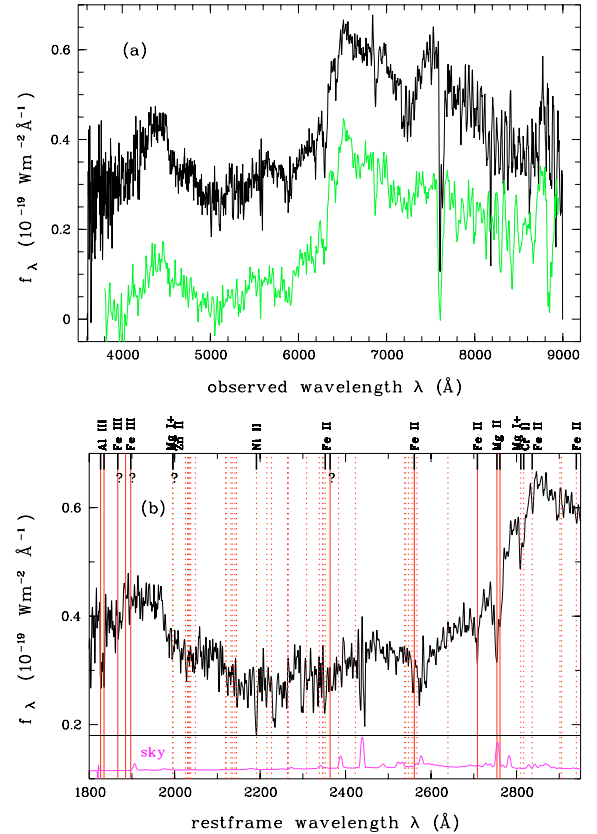 (a)
0.6
0.4
0.2
0
f λ (10⁻¹⁹ Wm⁻² Å⁻¹)
4000 5000 6000 7000 8000 9000
observed wavelength λ (Å)
Al III
Fe III
Fe III
Mg I+
Zn II
Ni II
Fe II
Fe II
Fe II
Mg II
Mg I+
Fe II
Fe II
? ? ? ?
(b)
0.6
0.4
0.2
f λ (10⁻¹⁹ Wm⁻² Å⁻¹)
sky
1800 2000 2200 2400 2600 2800
restframe wavelength λ (Å)